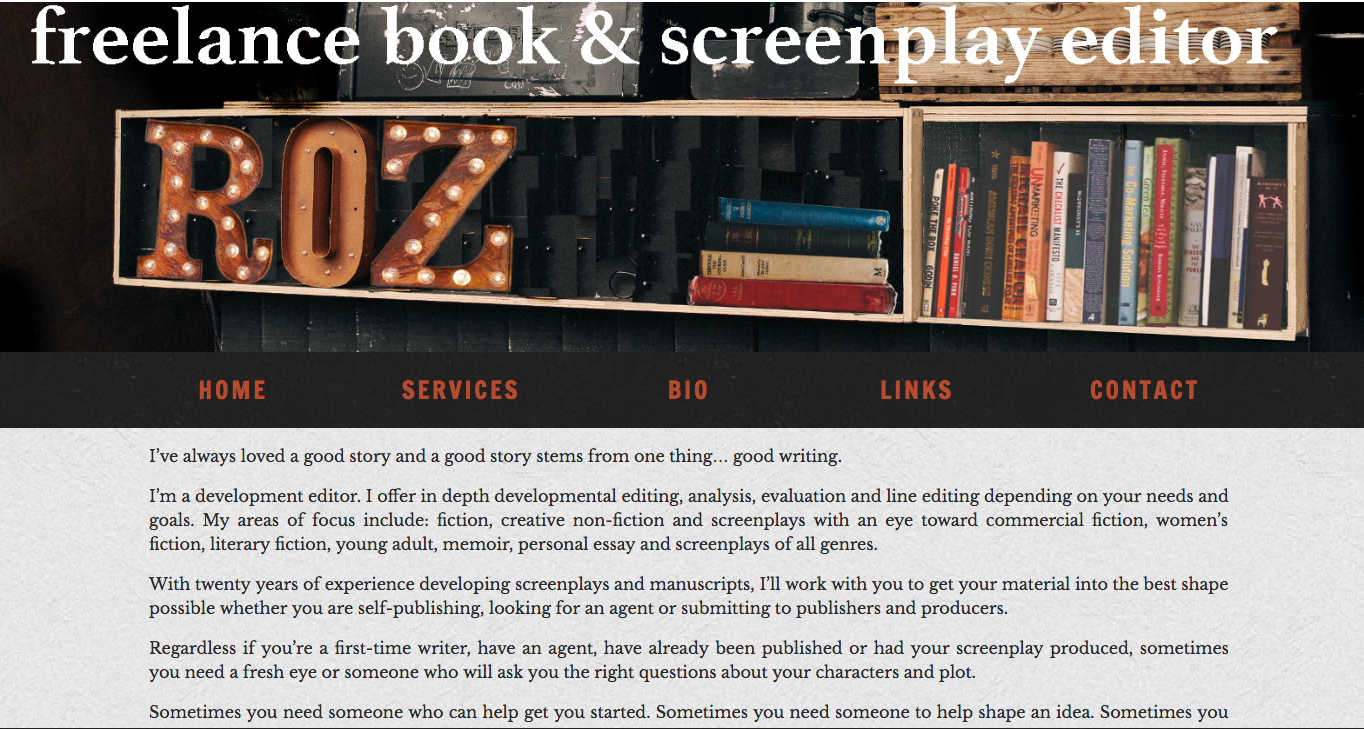 freelance book & screenplay editor
ROZ
UNMARKETING
THE CHECKLIST MANIFESTO
HOME SERVICES BIO LINKS CONTACT
I’ve always loved a good story and a good story stems from one thing… good writing.
I’m a development editor. I offer in depth developmental editing, analysis, evaluation and line editing depending on your needs and
goals. My areas of focus include: fiction, creative non-fiction and screenplays with an eye toward commercial fiction, women’s
fiction, literary fiction, young adult, memoir, personal essay and screenplays of all genres.
With twenty years of experience developing screenplays and manuscripts, I’ll work with you to get your material into the best shape
possible whether you are self-publishing, looking for an agent or submitting to publishers and producers.
Regardless if you’re a first-time writer, have an agent, have already been published or had your screenplay produced, sometimes
you need a fresh eye or someone who will ask you the right questions about your characters and plot.
Sometimes you need someone who can help get you started. Sometimes you need someone to help shape an idea. Sometimes you